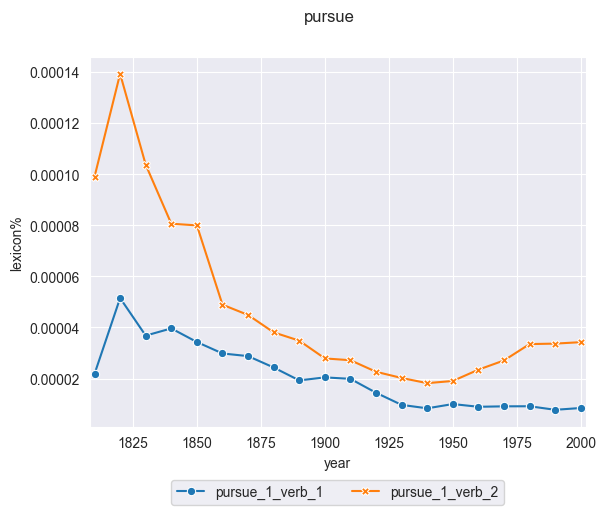 pursue
0.00014
0.00012
0.00010
0.00008
0.00006
0.00004
0.00002
lexicon%
1825 1850 1875 1900 1925 1950 1975 2000
year
pursue_1_verb_1 pursue_1_verb_2